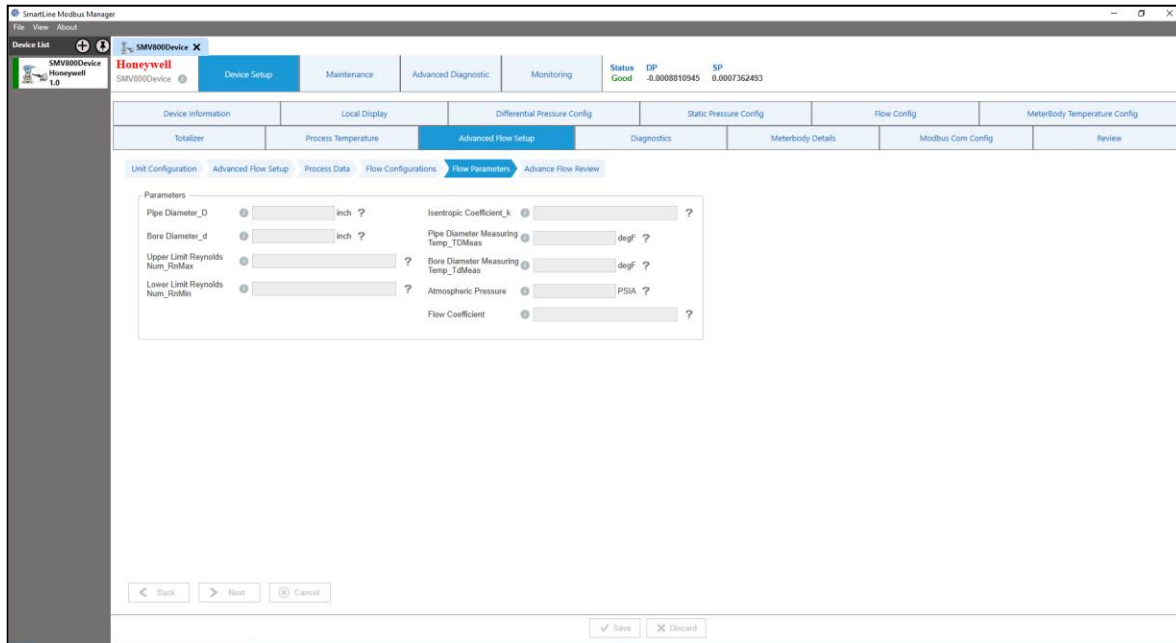 SmartLine Modbus Manager
File View About
Device List
SMV800Device
Honeywell
1.0
SMV800Device
Honeywell
SMV800Device
Device Setup
Maintenance
Advanced Diagnostic
Monitoring
Status DP SP
Good -0.0008810945 0.0007362493
Device Information
Local Display
Differential Pressure Config
Static Pressure Config
Flow Config
MeterBody Temperature Config
Totalizer
Process Temperature
Advanced Flow Setup
Diagnostics
Meterbody Details
Modbus Com Config
Review
Unit Configuration
Advanced Flow Setup
Process Data
Flow Configurations
Flow Parameters
Advance Flow Review
Parameters
Pipe Diameter_D inch ?
Bore Diameter_d inch ?
Upper Limit Reynolds
Num_RnMax ?
Lower Limit Reynolds
Num_RnMin ?
Isentropic Coefficient_k ?
Pipe Diameter Measuring
Temp_TDMeas degF ?
Bore Diameter Measuring
Temp_TdMeas degF ?
Atmospheric Pressure PSIA ?
Flow Coefficient ?
Back
Next
Cancel
Save
Discard